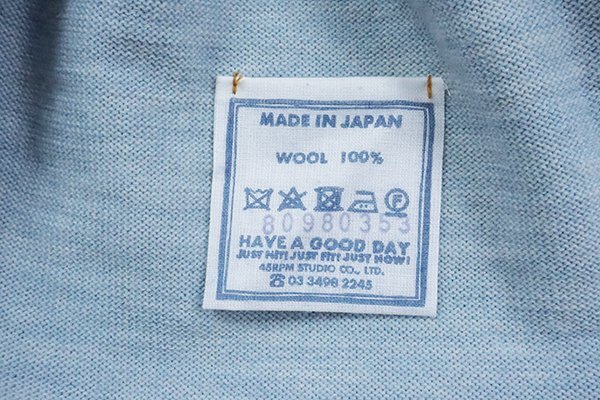 MADE IN JAPAN
WOOL 100%
80980353
HAVE A GOOD DAY
JUST HIT! JUST FIT! JUST NOW!
45RPM STUDIO CO., LTD.
☎ 03 3498 2245